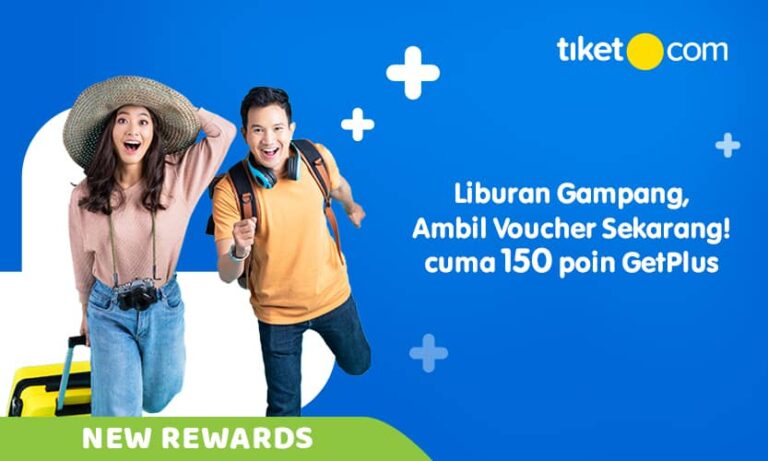 tiket.com
Liburan Gampang,
Ambil Voucher Sekarang!
cuma 150 poin GetPlus
NEW REWARDS